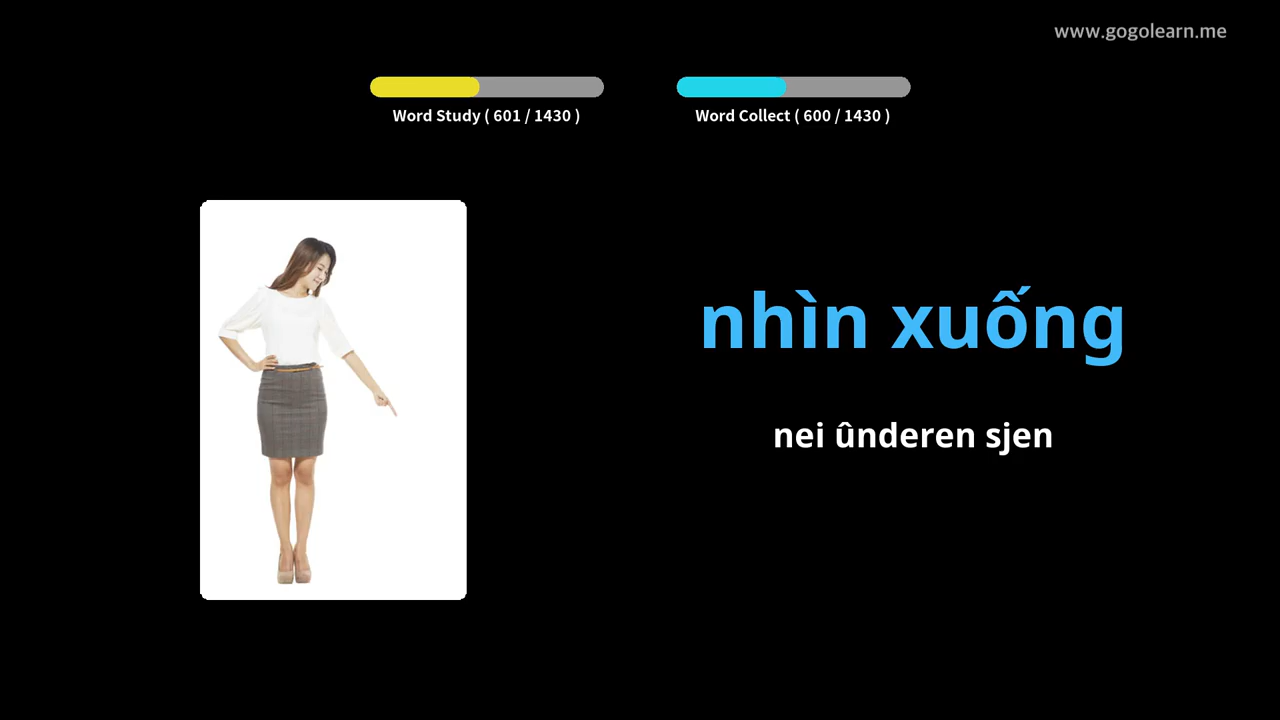 www.gogolearn.me
Word Study ( 601 / 1430 )
Word Collect ( 600 / 1430 )
nhìn xuống
nei ûnderen sjen